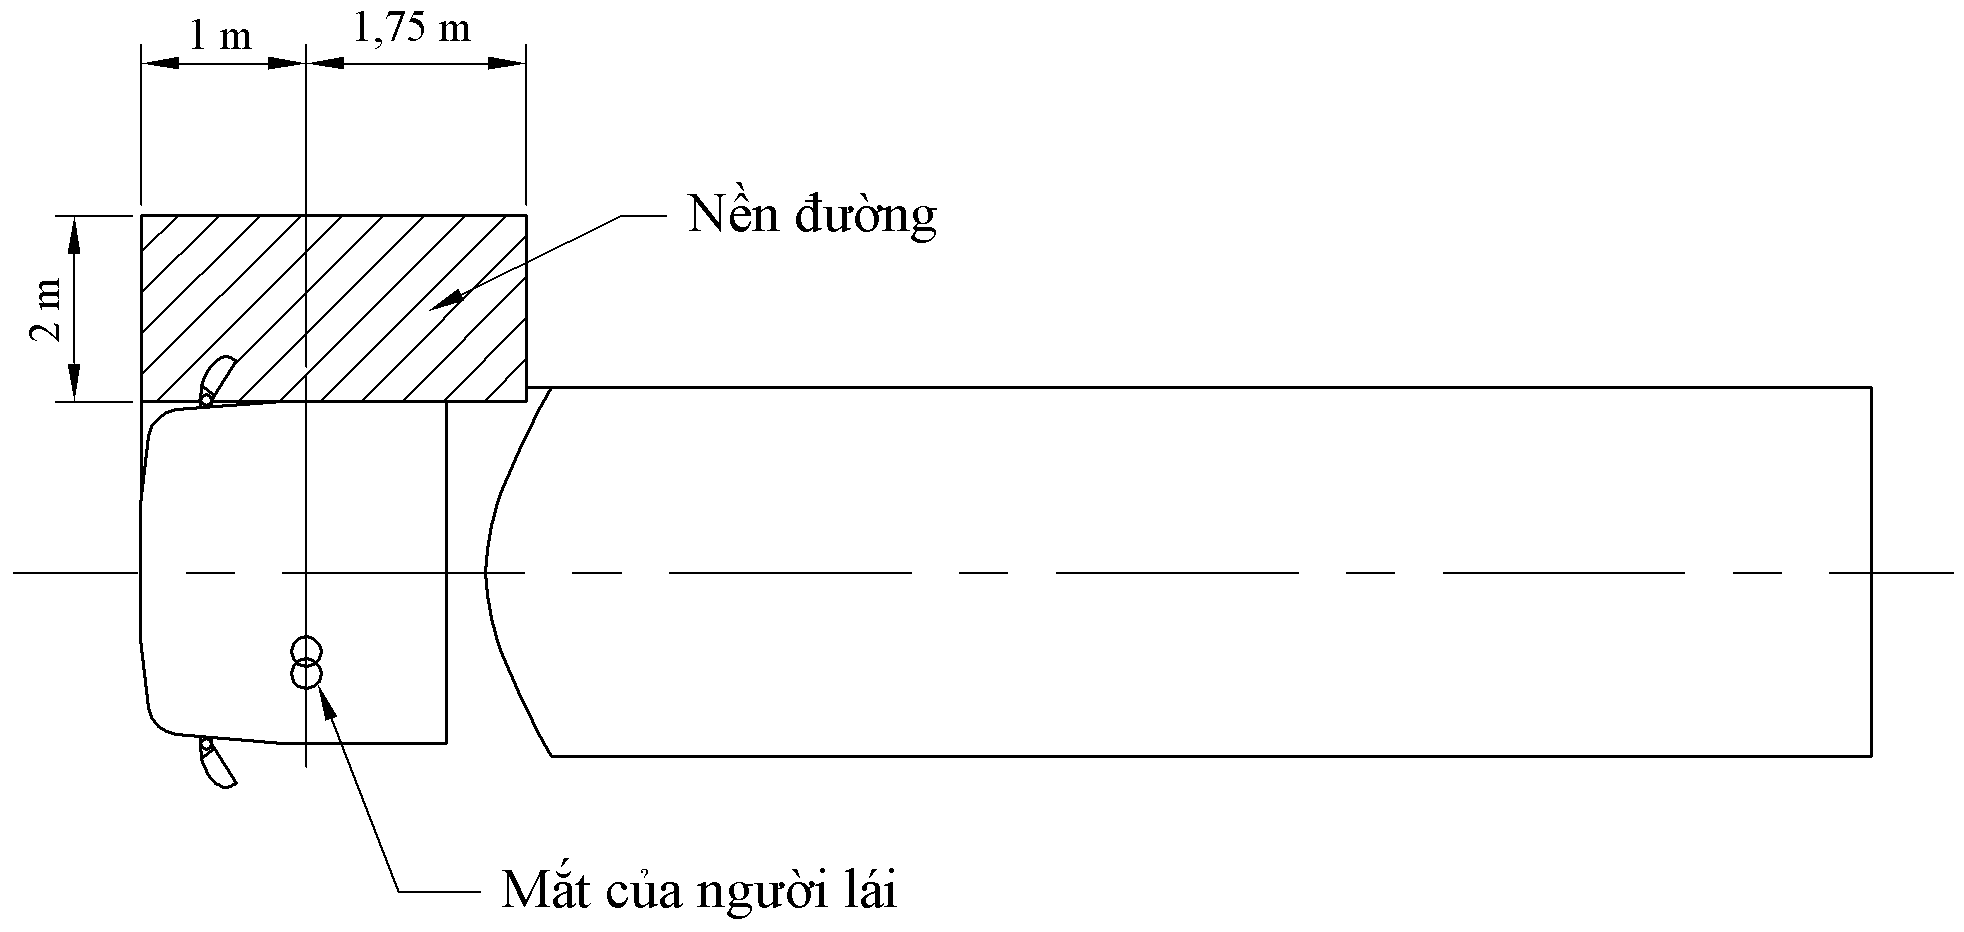 1 m
1,75 m
Nền đường
2 m
Mắt của người lái